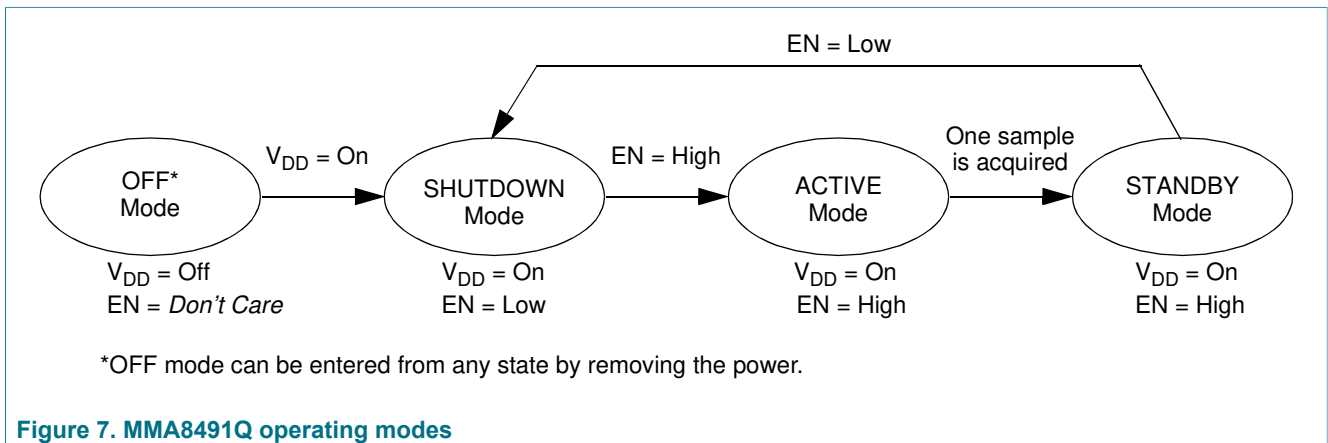 EN = Low
V_DD = On
EN = High
One sample
is acquired
OFF*
Mode
SHUTDOWN
Mode
ACTIVE
Mode
STANDBY
Mode
V_DD = Off
EN = Don't Care
V_DD = On
EN = Low
V_DD = On
EN = High
V_DD = On
EN = High
*OFF mode can be entered from any state by removing the power.
Figure 7. MMA8491Q operating modes